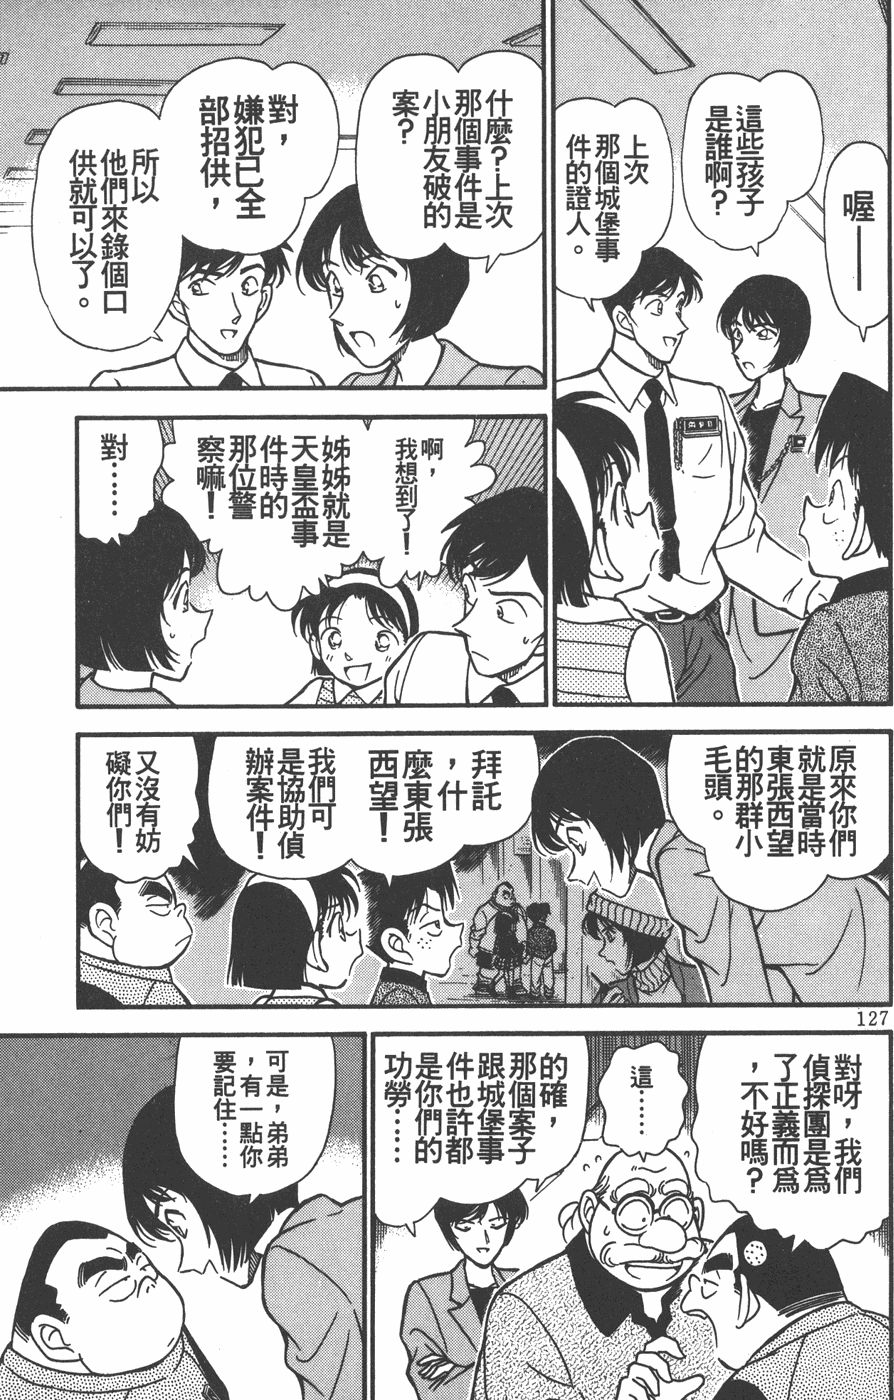 喔——
這些孩子
是誰啊？
上次
那個城堡事
件的證人。
什麼？上次
那個事件是
小朋友破的
案？
對，
嫌犯已全
部招供，
所以
他們來錄個口
供就可以了。
啊，
我想到了！
姊姊就是
天皇盃事
件時的
那位警
察嘛！
對……
原來你們
就是當時
東張西望
的那群小
毛頭。
拜託
，什
麼東張
西望！
我們可
是協助偵
辦案件！
又沒有妨
礙你們！
127
對呀，我們
偵探團是為
了正義而為
，不好嗎？
這…
…
的確，
那個案子
跟城堡事
件也許都
是你們的
功勞……
可是，弟弟
，有一點你
要記住……